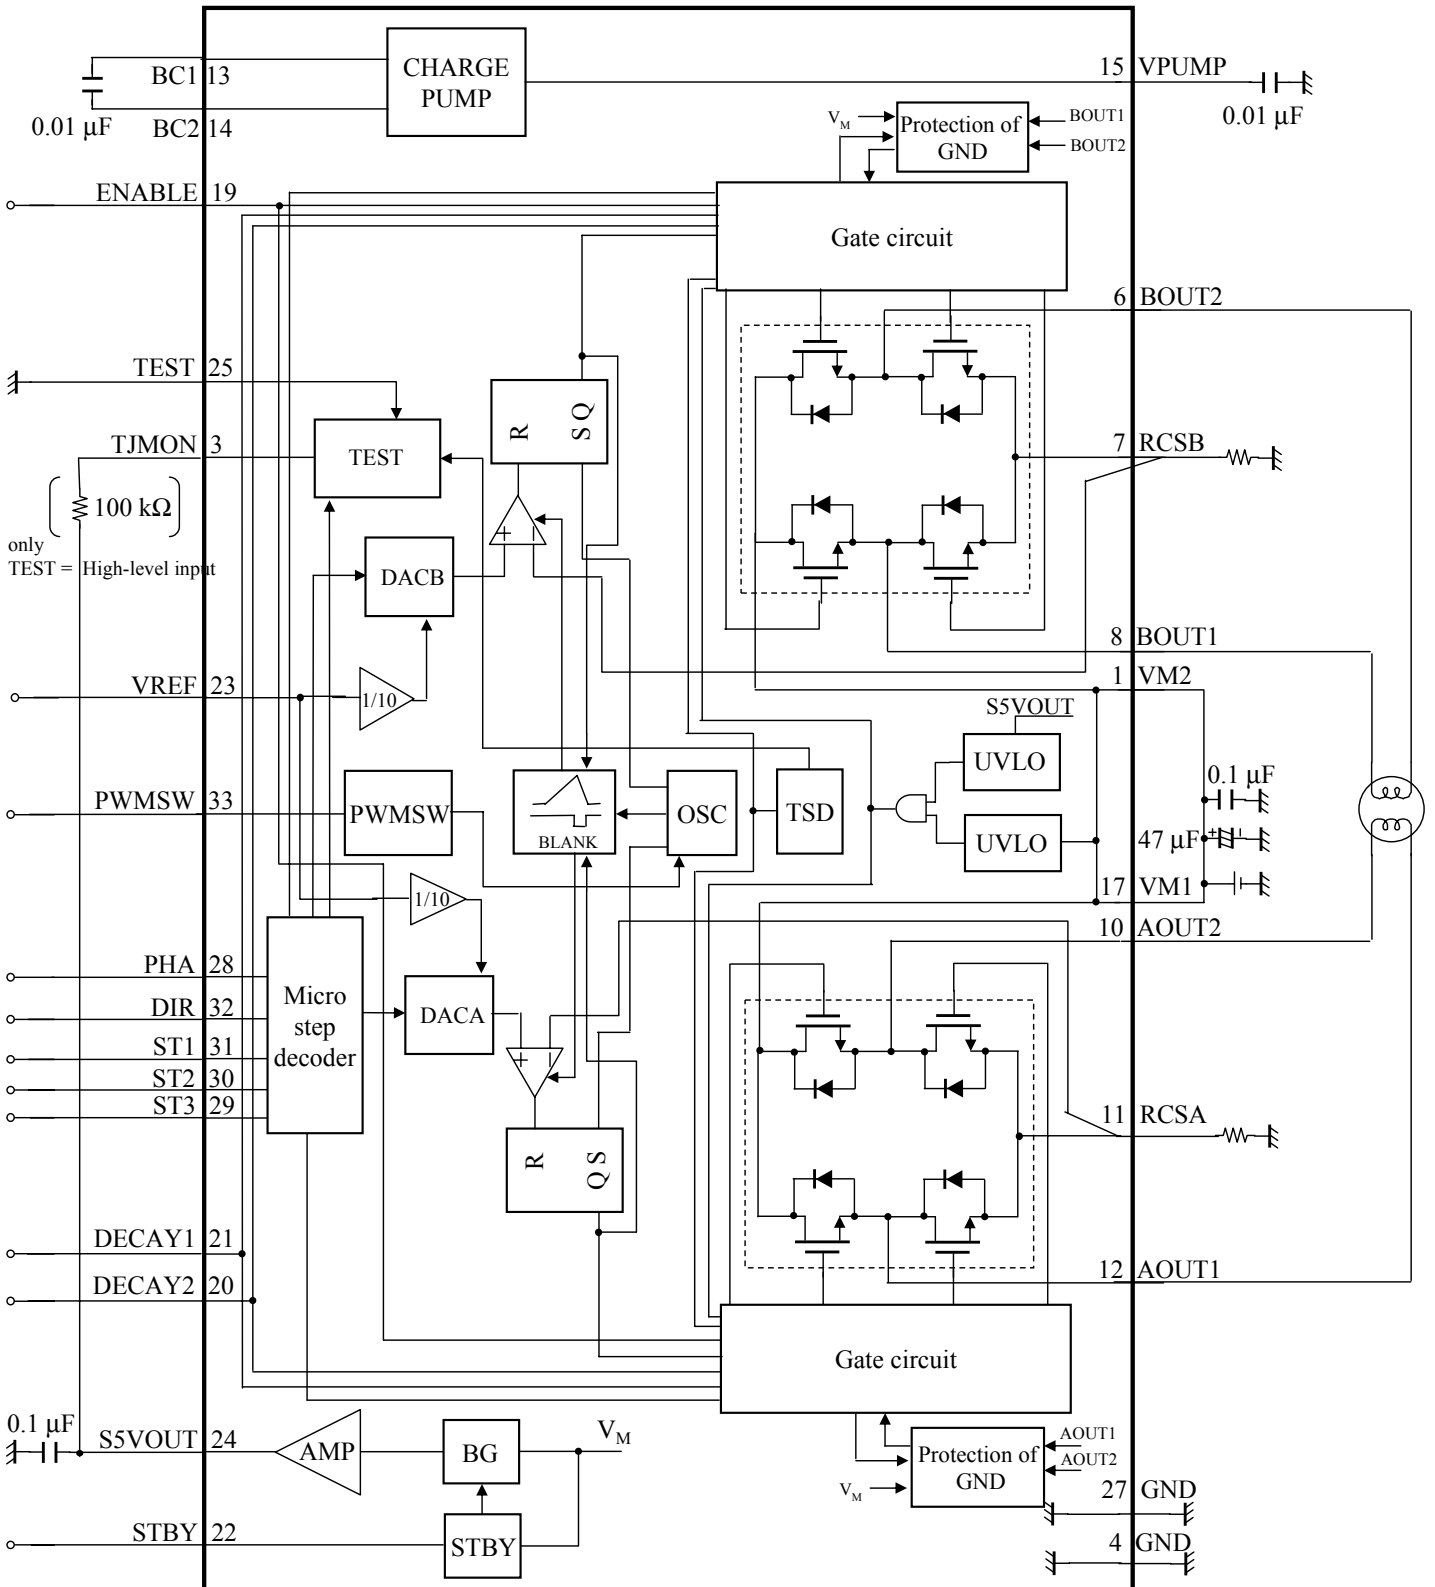 BC1 13
CHARGE
PUMP
15 VPUMP
0.01 µF
BC2 14
0.01 µF
VM
Protection of
GND
BOUT1
BOUT2
ENABLE 19
Gate circuit
6 BOUT2
TEST 25
R
S Q
TJMON 3
TEST
7 RCSB
100 kΩ
only
TEST = High-level input
+
−
DACB
8 BOUT1
VREF 23
1/10
1 VM2
S5VOUT
UVLO
0.1 µF
PWMSW 33
PWMSW
BLANK
OSC
TSD
UVLO
47 µF
+ -
17 VM1
1/10
10 AOUT2
PHA 28
DIR 32
ST1 31
ST2 30
ST3 29
Micro
step
decoder
DACA
+
−
11 RCSA
R
Q S
DECAY1 21
DECAY2 20
12 AOUT1
Gate circuit
0.1 µF
S5VOUT 24
AMP
BG
VM
Protection of
GND
AOUT1
AOUT2
VM
27 GND
STBY 22
STBY
4 GND